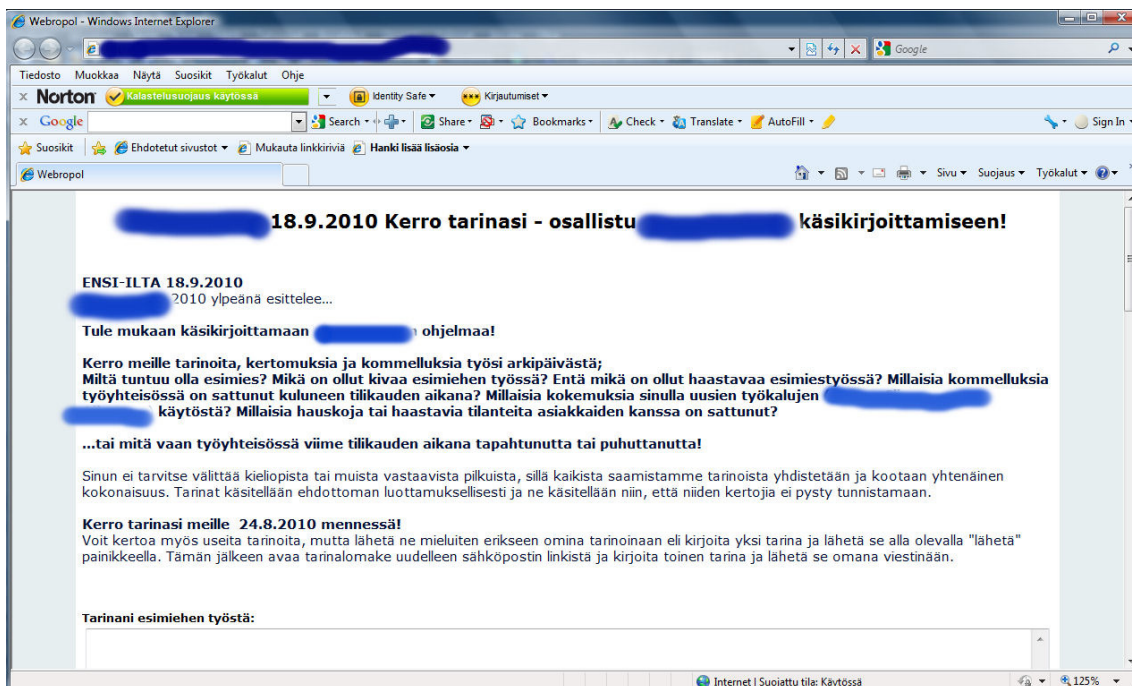 Webropol - Windows Internet Explorer
Google
Tiedosto Muokkaa Näytä Suosikit Työkalut Ohje
x Norton Kalastelusuojaus käytössä Identity Safe Kirjautumiset
x Google Search Share Bookmarks Check Translate AutoFill Sign In
Suosikit Ehdotetut sivustot Mukauta linkkiriviä Hanki lisää lisäosia
Webropol Sivu Suojaus Työkalut
18.9.2010 Kerro tarinasi - osallistu käsikirjoittamiseen!
ENSI-ILTA 18.9.2010
2010 ylpeänä esittelee...
Tule mukaan käsikirjoittamaan ohjelmaa!
Kerro meille tarinoita, kertomuksia ja kommelluksia työsi arkipäivästä;
Miltä tuntuu olla esimies? Mikä on ollut kivaa esimiehen työssä? Entä mikä on ollut haastavaa esimiestyössä? Millaisia kommelluksia
työyhteisössä on sattunut kuluneen tilikauden aikana? Millaisia kokemuksia sinulla uusien työkalujen
käytöstä? Millaisia hauskoja tai haastavia tilanteita asiakkaiden kanssa on sattunut?
...tai mitä vaan työyhteisössä viime tilikauden aikana tapahtunutta tai puhuttanutta!
Sinun ei tarvitse välittää kieliopista tai muista vastaavista pilkuista, sillä kaikista saamistamme tarinoista yhdistetään ja kootaan yhtenäinen
kokonaisuus. Tarinat käsitellään ehdottoman luottamuksellisesti ja ne käsitellään niin, että niiden kertojia ei pysty tunnistamaan.
Kerro tarinasi meille 24.8.2010 mennessä!
Voit kertoa myös useita tarinoita, mutta lähetä ne mieluiten erikseen omina tarinoinaan eli kirjoita yksi tarina ja lähetä se alla olevalla "lähetä"
painikkeella. Tämän jälkeen avaa tarinalomake uudelleen sähköpostin linkistä ja kirjoita toinen tarina ja lähetä se omana viestinään.
Tarinani esimiehen työstä:
Internet | Suojattu tila: Käytössä 125%